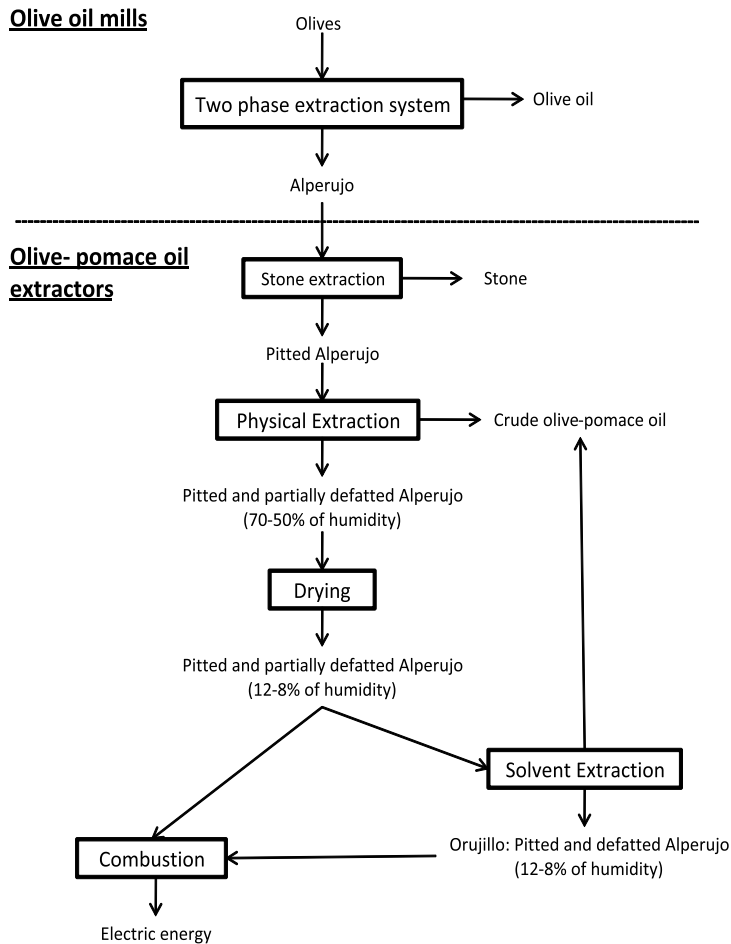 Olive oil mills
Olives
Two phase extraction system
Olive oil
Alperujo
Olive- pomace oil
extractors
Stone extraction
Stone
Pitted Alperujo
Physical Extraction
Crude olive-pomace oil
Pitted and partially defatted Alperujo
(70-50% of humidity)
Drying
Pitted and partially defatted Alperujo
(12-8% of humidity)
Solvent Extraction
Orujillo: Pitted and defatted Alperujo
(12-8% of humidity)
Combustion
Electric energy